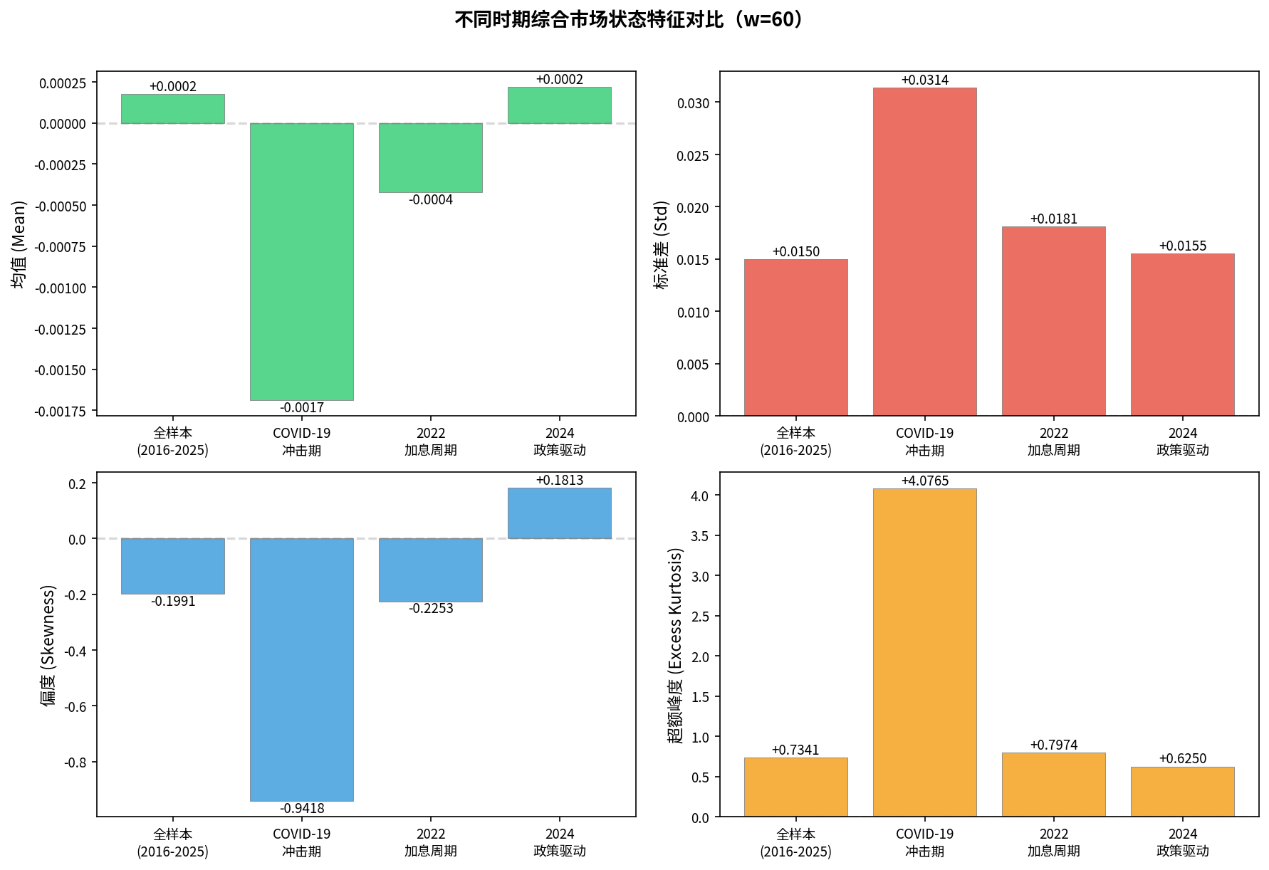 不同时期综合市场状态特征对比（w=60）
均值 (Mean)
0.00025
0.00000
-0.00025
-0.00050
-0.00075
-0.00100
-0.00125
-0.00150
-0.00175
+0.0002
-0.0017
-0.0004
+0.0002
全样本
(2016-2025)
COVID-19
冲击期
2022
加息周期
2024
政策驱动
标准差 (Std)
0.030
0.025
0.020
0.015
0.010
0.005
0.000
+0.0150
+0.0314
+0.0181
+0.0155
全样本
(2016-2025)
COVID-19
冲击期
2022
加息周期
2024
政策驱动
偏度 (Skewness)
0.2
0.0
-0.2
-0.4
-0.6
-0.8
-0.1991
-0.9418
-0.2253
+0.1813
全样本
(2016-2025)
COVID-19
冲击期
2022
加息周期
2024
政策驱动
超额峰度 (Excess Kurtosis)
4.0
3.5
3.0
2.5
2.0
1.5
1.0
0.5
0.0
+0.7341
+4.0765
+0.7974
+0.6250
全样本
(2016-2025)
COVID-19
冲击期
2022
加息周期
2024
政策驱动